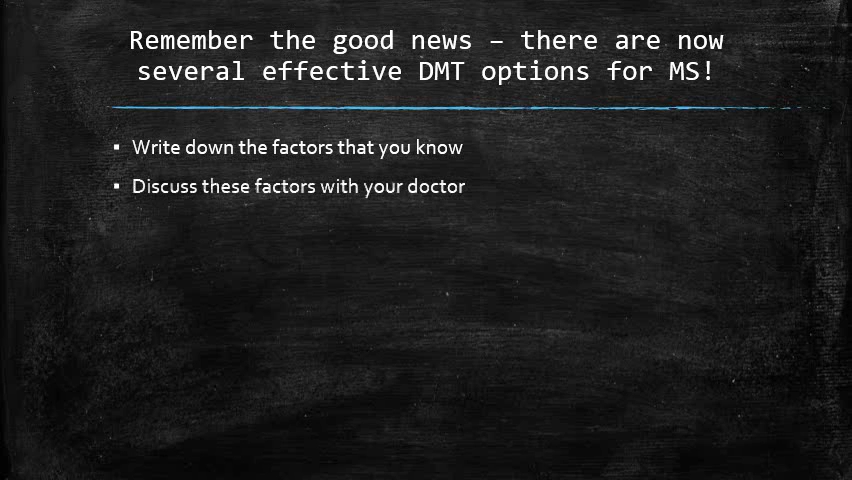 Remember the good news – there are now
several effective DMT options for MS!
▪ Write down the factors that you know
▪ Discuss these factors with your doctor